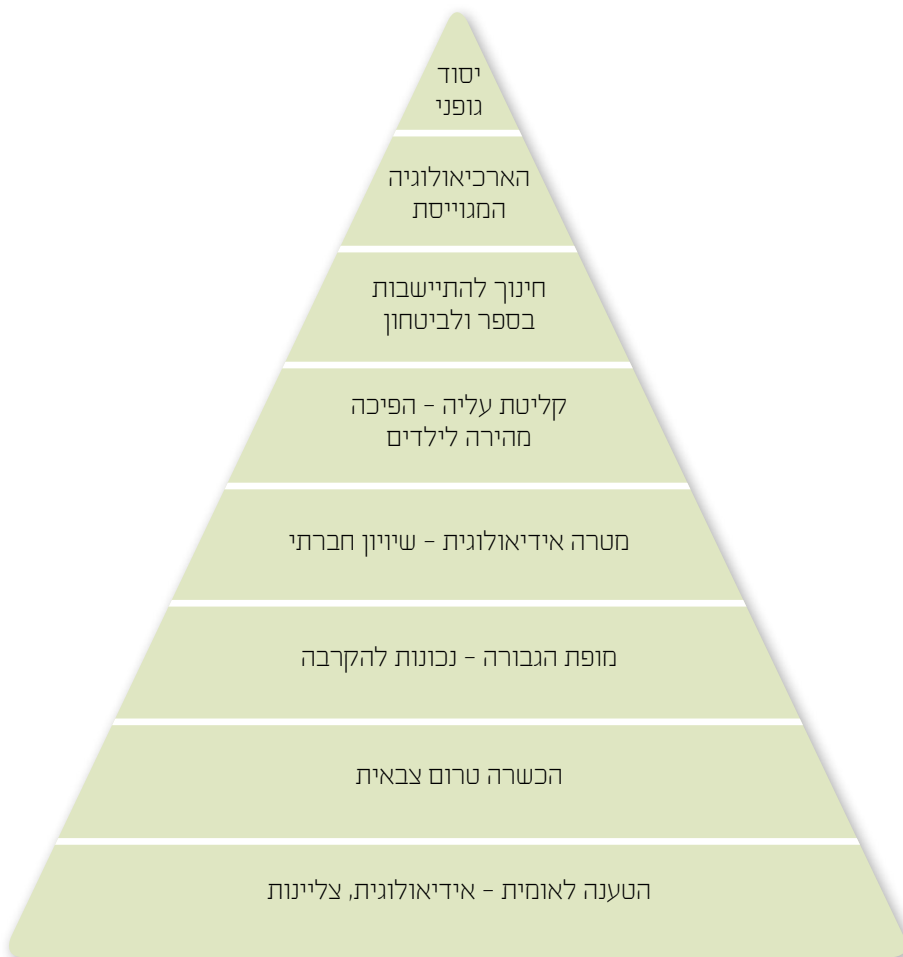 יסוד
גופני
הארכיאולוגיה
המגוייסת
חינוך להתיישבות
בספר ולביטחון
קליטת עליה – הפיכה
מהירה לילדים
מטרה אידיאולוגית – שיויון חברתי
מופת הגבורה – נכונות להקרבה
הכשרה טרום צבאית
הטענה לאומית – אידיאולוגית, צליינות